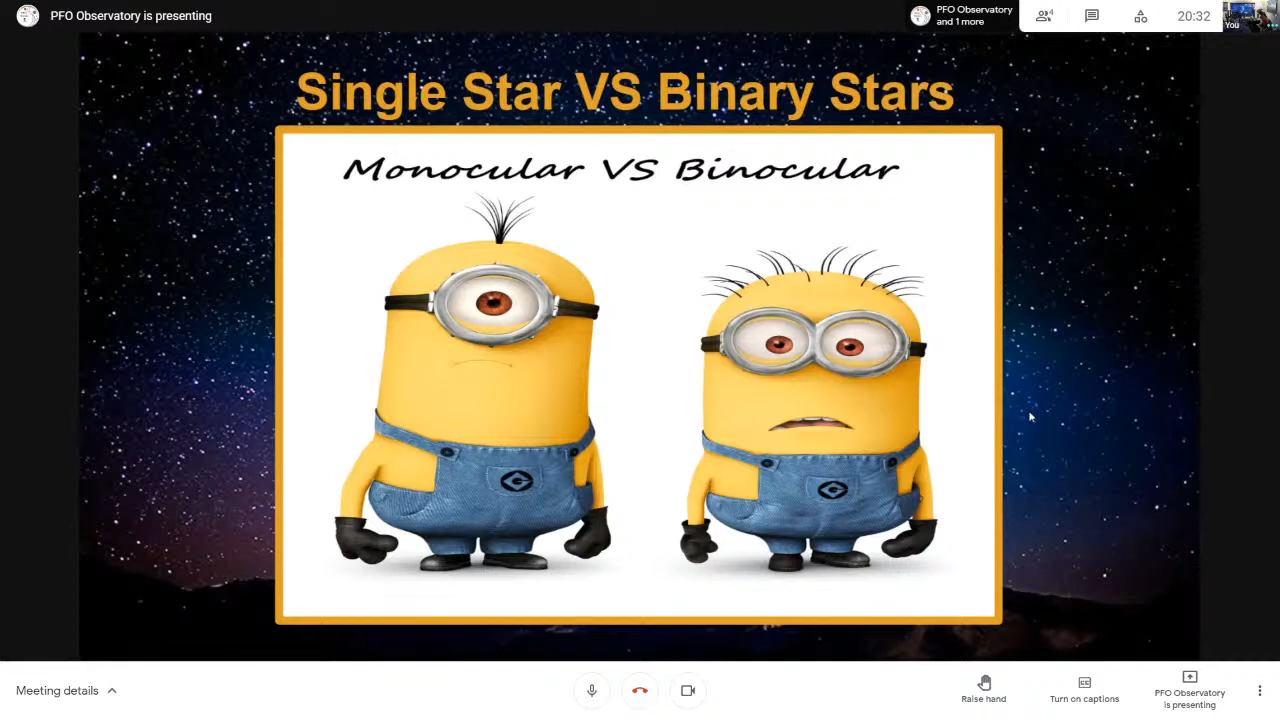 PFO Observatory is presenting
PFO Observatory
and 1 more
4
20:32
You
Single Star VS Binary Stars
Monocular VS Binocular
Meeting details
Raise hand
Turn on captions
PFO Observatory
is presenting